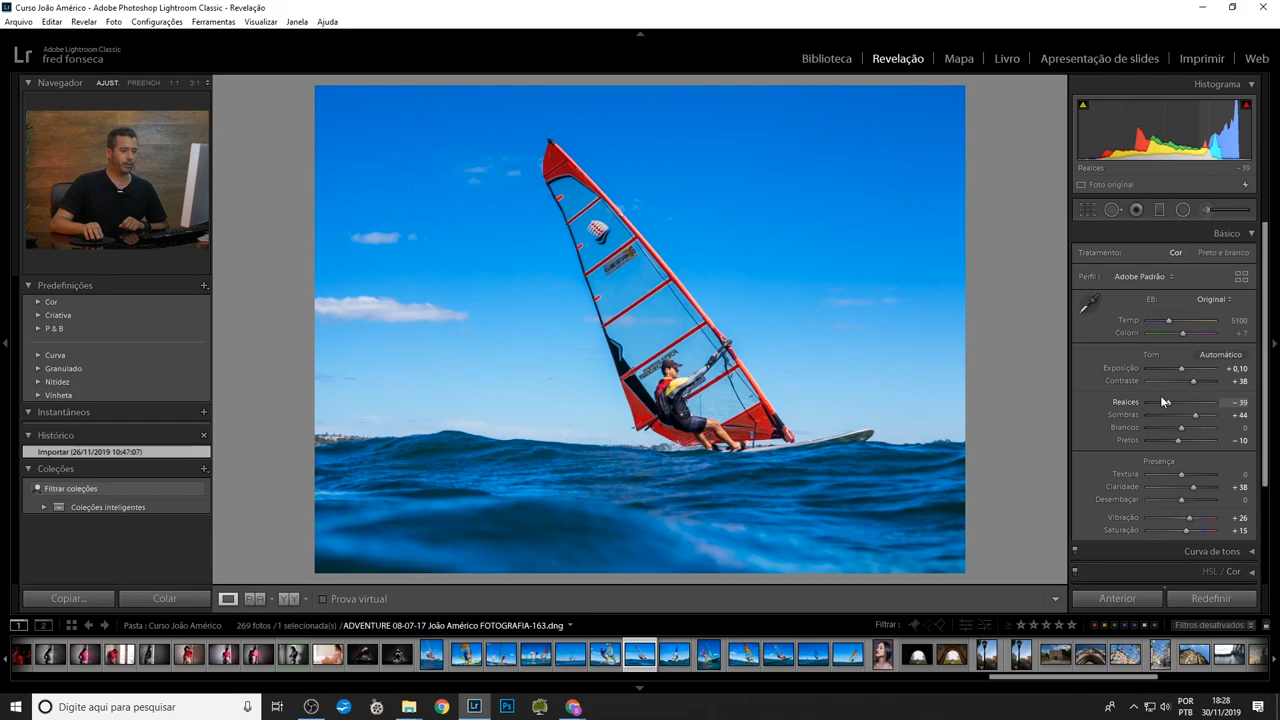 Curso João Américo - Adobe Photoshop Lightroom Classic - Revelação
Arquivo Editar Revelar Foto Configurações Ferramentas Visualizar Janela Ajuda
Lr Adobe Lightroom Classic
fred fonseca
Biblioteca | Revelação | Mapa | Livro | Apresentação de slides | Imprimir | Web
Navegador AJUST. PREENCH 1:1 3:1
Predefinições
Cor
Criativa
P & B
Curva
Granulado
Nitidez
Vinheta
Instantâneos
Histórico
Importar (26/11/2019 10:47:07)
Coleções
Filtrar coleções
Coleções inteligentes
Copiar... Colar
Prova virtual
Histograma
Realces - 39
Foto original
Básico
Tratamento: Cor Preto e branco
Perfil: Adobe Padrão
EB: Original
Temp 5100
Colorir + 7
Tom Automático
Exposição + 0,10
Contraste + 38
Realces - 39
Sombras + 44
Brancos 0
Pretos - 10
Presença
Textura 0
Claridade + 38
Desembaçar 0
Vibração + 26
Saturação + 15
Curva de tons
HSL / Cor
Anterior Redefinir
1 2 Pasta : Curso João Américo 269 fotos /1 selecionada(s) /ADVENTURE 08-07-17 João Américo FOTOGRAFIA-163.dng Filtrar : Filtros desativados
Digite aqui para pesquisar
Lr Ps
POR
PTB
18:28
30/11/2019